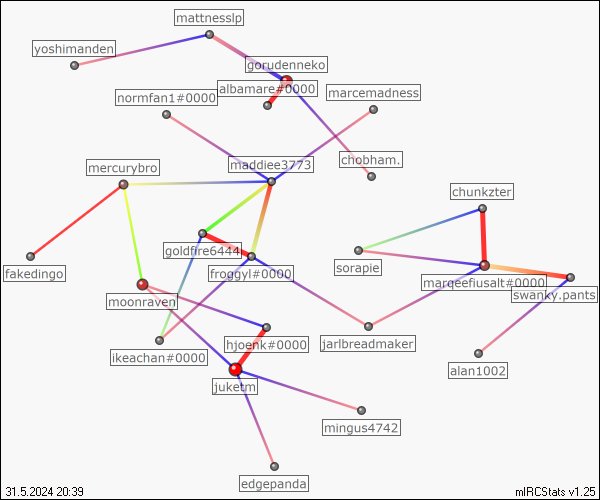 mattnesslp
yoshimanden
gorudenneko
albamare#0000
marcemadness
normfan1#0000
chobham.
mercurybro
maddiee3773
chunkzter
goldfire6444
sorapie
fakedingo
froggyl#0000
marqeefiusalt#0000
moonraven
swanky.pants
hjoenk#0000
jarlbreadmaker
ikeachan#0000
alan1002
juketm
mingus4742
edgepanda
31.5.2024 20:39
mIRCStats v1.25